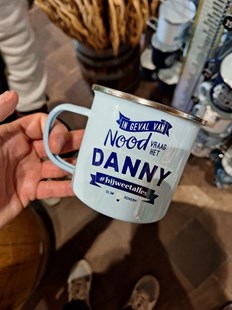 IN GEVAL VAN
Nood VRAAG
HET
DANNY
#hijweetalles